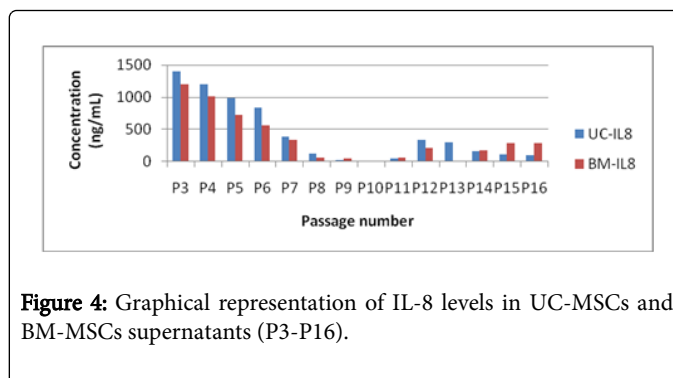 1500
1000
500
0
Concentration
(ng/mL)
UC-IL8
BM-IL8
P3 P4 P5 P6 P7 P8 P9 P10 P11 P12 P13 P14 P15 P16
Passage number
Figure 4: Graphical representation of IL-8 levels in UC-MSCs and
BM-MSCs supernatants (P3-P16).